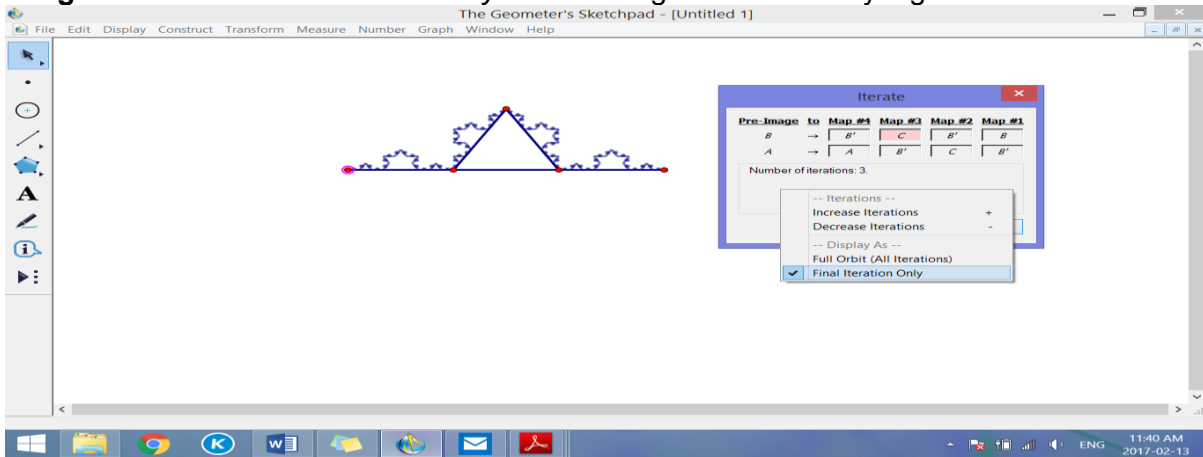 The Geometer's Sketchpad - [Untitled 1]
File Edit Display Construct Transform Measure Number Graph Window Help
A
Iterate
Pre-Image to Map #4 Map #3 Map #2 Map #1
B → B' C B' B
A → A B' C B'
Number of iterations: 3.
-- Iterations --
Increase Iterations +
Decrease Iterations -
-- Display As --
Full Orbit (All Iterations)
Final Iteration Only
ENG
11:40 AM
2017-02-13